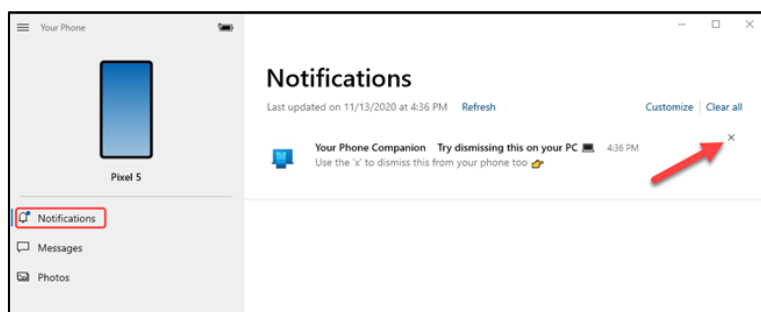 Your Phone
Pixel 5
Notifications
Messages
Photos
Notifications
Last updated on 11/13/2020 at 4:36 PM Refresh Customize | Clear all
Your Phone Companion Try dismissing this on your PC 💻 4:36 PM
Use the 'x' to dismiss this from your phone too 👉